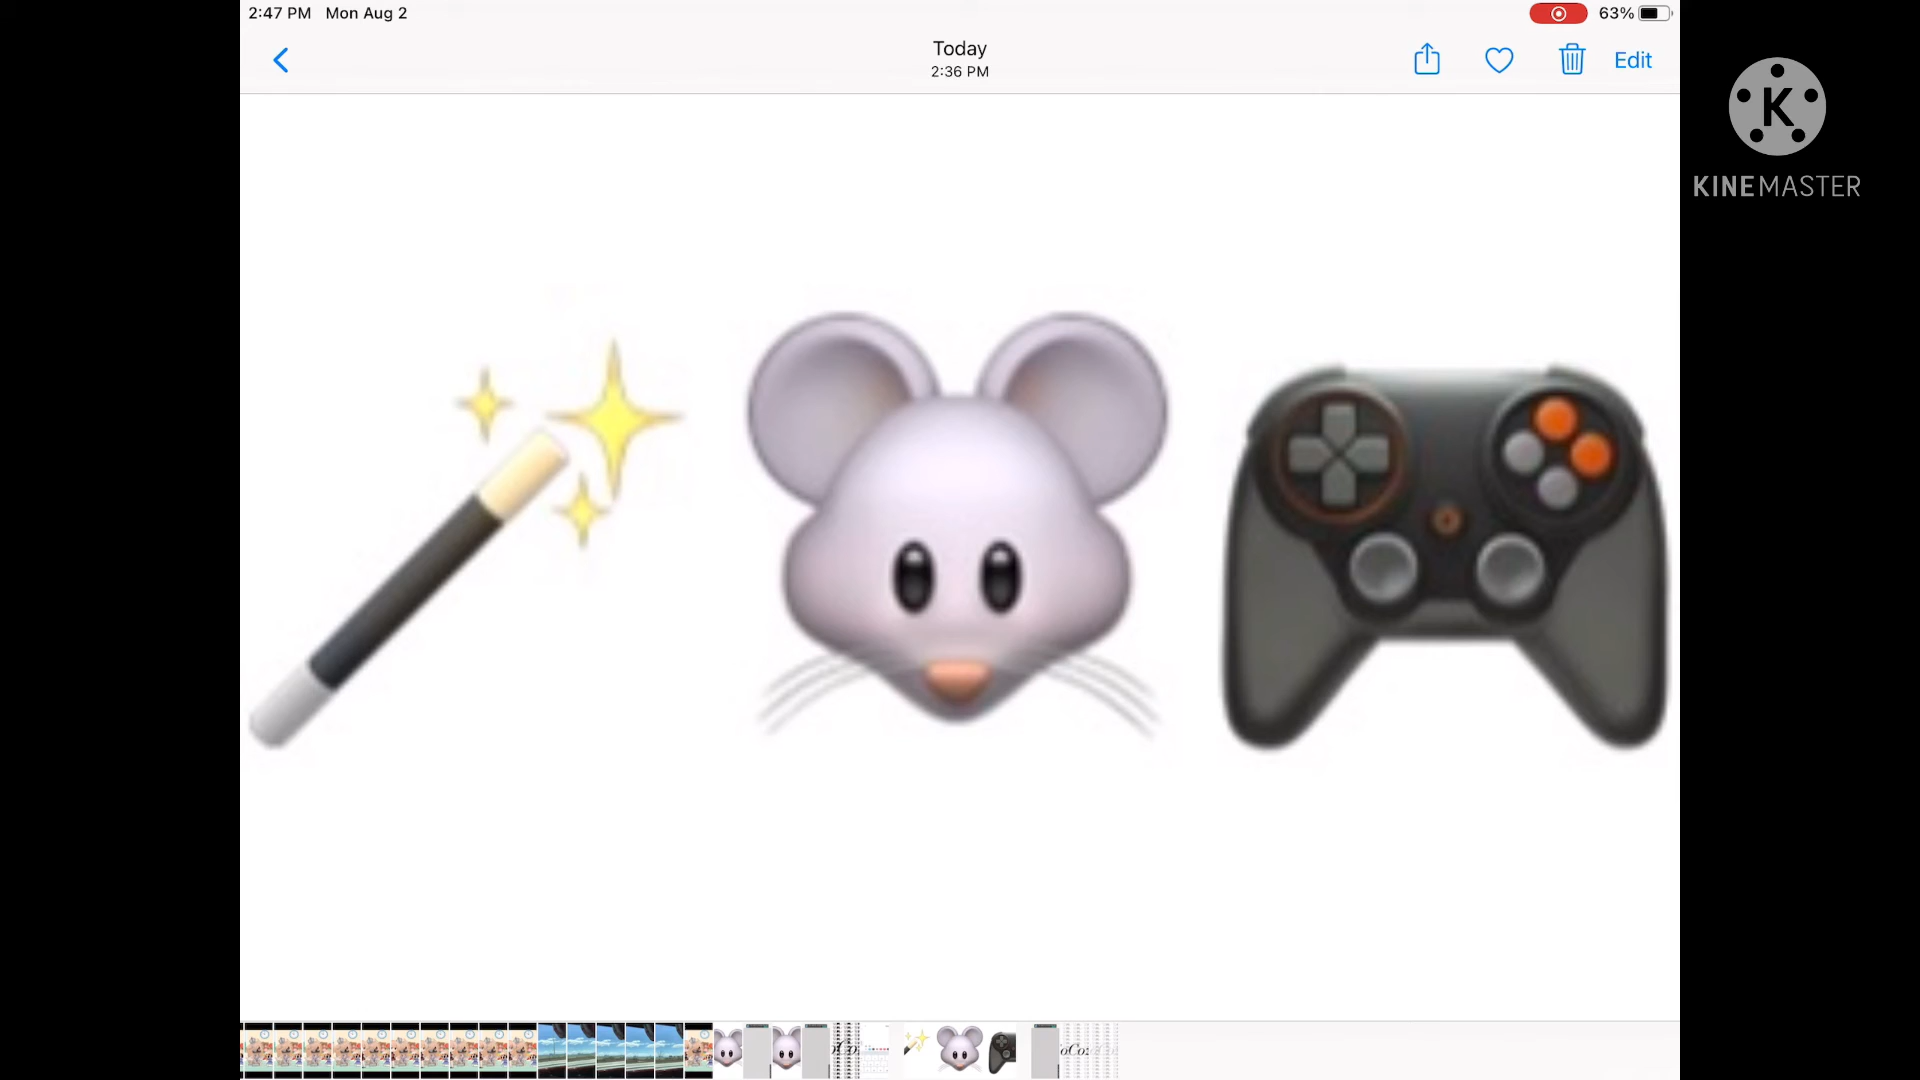 2:47 PM Mon Aug 2
63%
Today
2:36 PM
Edit
K
KINEMASTER